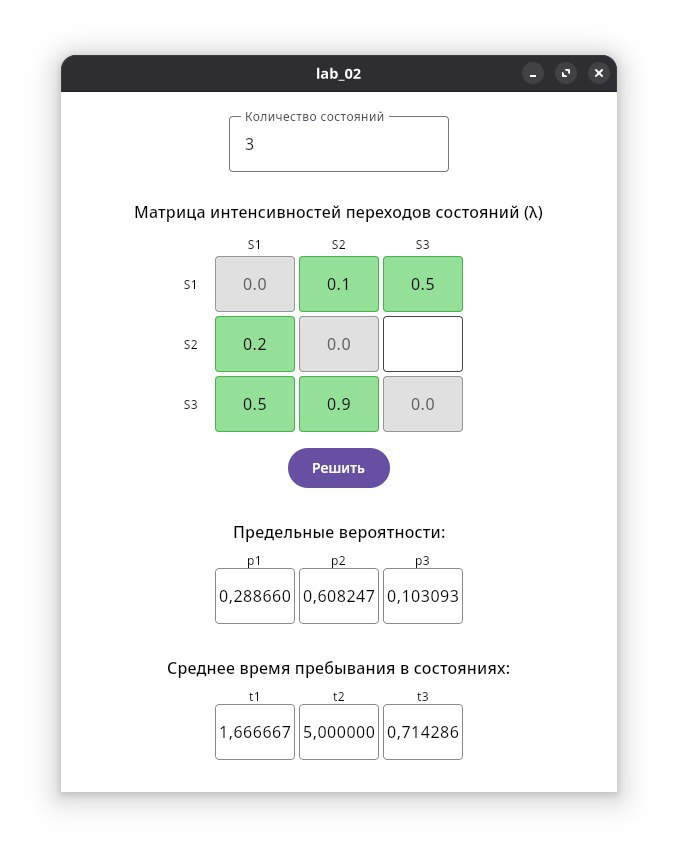 lab_02
Количество состояний
3
Матрица интенсивностей переходов состояний (λ)
S1 S2 S3
S1 0.0 0.1 0.5
S2 0.2 0.0
S3 0.5 0.9 0.0
Решить
Предельные вероятности:
p1 p2 p3
0,288660 0,608247 0,103093
Среднее время пребывания в состояниях:
t1 t2 t3
1,666667 5,000000 0,714286